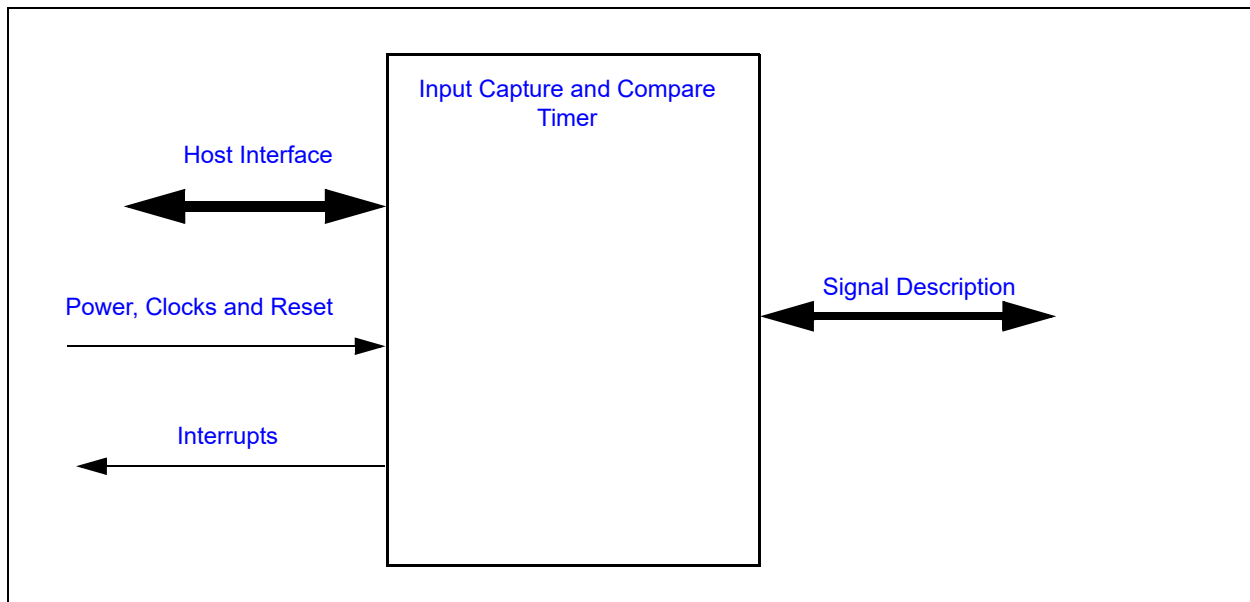 Input Capture and Compare
Timer
Host Interface
Power, Clocks and Reset
Signal Description
Interrupts